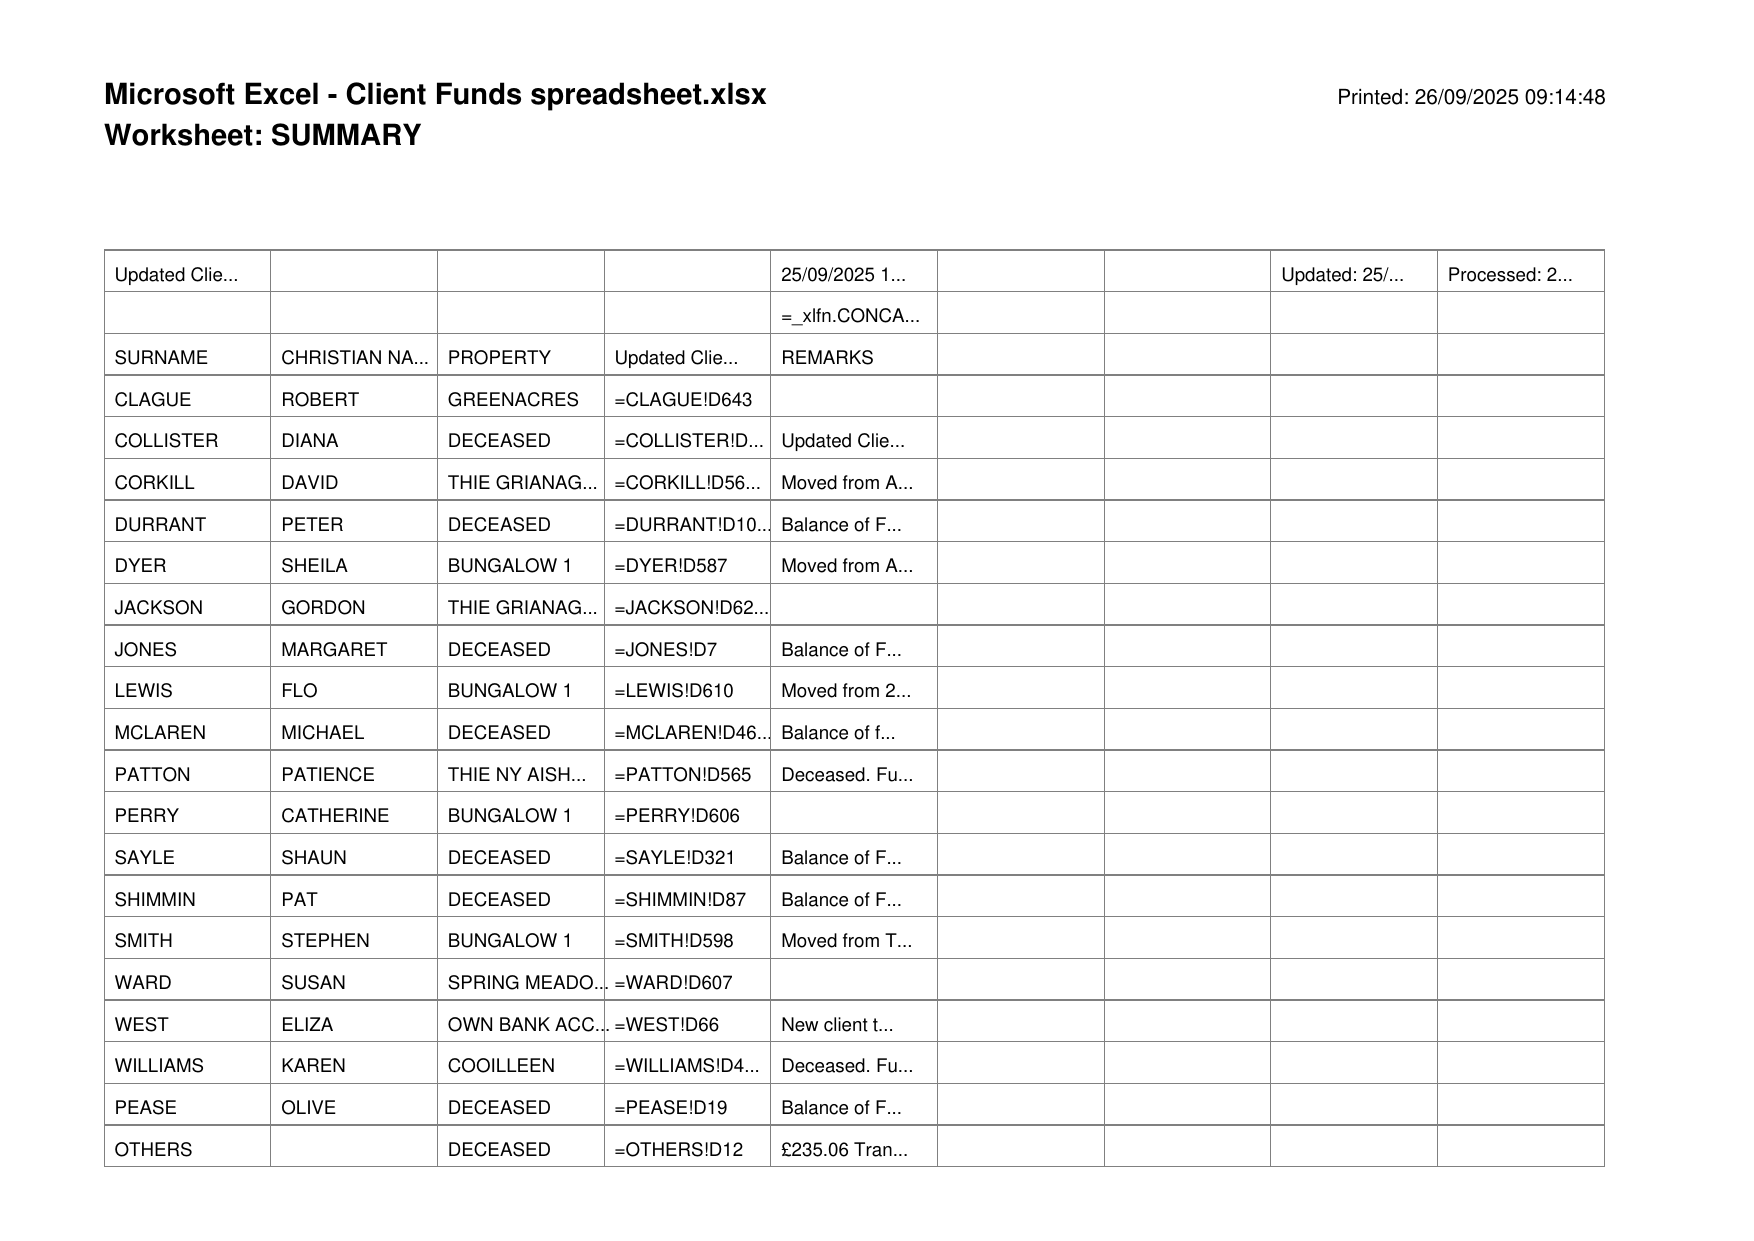 Microsoft Excel - Client Funds spreadsheet.xlsx Printed: 26/09/2025 09:14:48
Worksheet: SUMMARY
Updated Clie... 25/09/2025 1... Updated: 25/... Processed: 2...
=_xlfn.CONCA...
SURNAME CHRISTIAN NA... PROPERTY Updated Clie... REMARKS
CLAGUE ROBERT GREENACRES =CLAGUE!D643
COLLISTER DIANA DECEASED =COLLISTER!D... Updated Clie...
CORKILL DAVID THIE GRIANAG... =CORKILL!D56... Moved from A...
DURRANT PETER DECEASED =DURRANT!D10... Balance of F...
DYER SHEILA BUNGALOW 1 =DYER!D587 Moved from A...
JACKSON GORDON THIE GRIANAG... =JACKSON!D62...
JONES MARGARET DECEASED =JONES!D7 Balance of F...
LEWIS FLO BUNGALOW 1 =LEWIS!D610 Moved from 2...
MCLAREN MICHAEL DECEASED =MCLAREN!D46... Balance of f...
PATTON PATIENCE THIE NY AISH... =PATTON!D565 Deceased. Fu...
PERRY CATHERINE BUNGALOW 1 =PERRY!D606
SAYLE SHAUN DECEASED =SAYLE!D321 Balance of F...
SHIMMIN PAT DECEASED =SHIMMIN!D87 Balance of F...
SMITH STEPHEN BUNGALOW 1 =SMITH!D598 Moved from T...
WARD SUSAN SPRING MEADO... =WARD!D607
WEST ELIZA OWN BANK ACC... =WEST!D66 New client t...
WILLIAMS KAREN COOILLEEN =WILLIAMS!D4... Deceased. Fu...
PEASE OLIVE DECEASED =PEASE!D19 Balance of F...
OTHERS DECEASED =OTHERS!D12 £235.06 Tran...